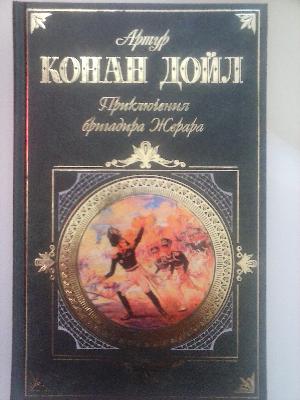 Артур
КОНАН ДОЙЛ
Приключения
бригадира Жерара